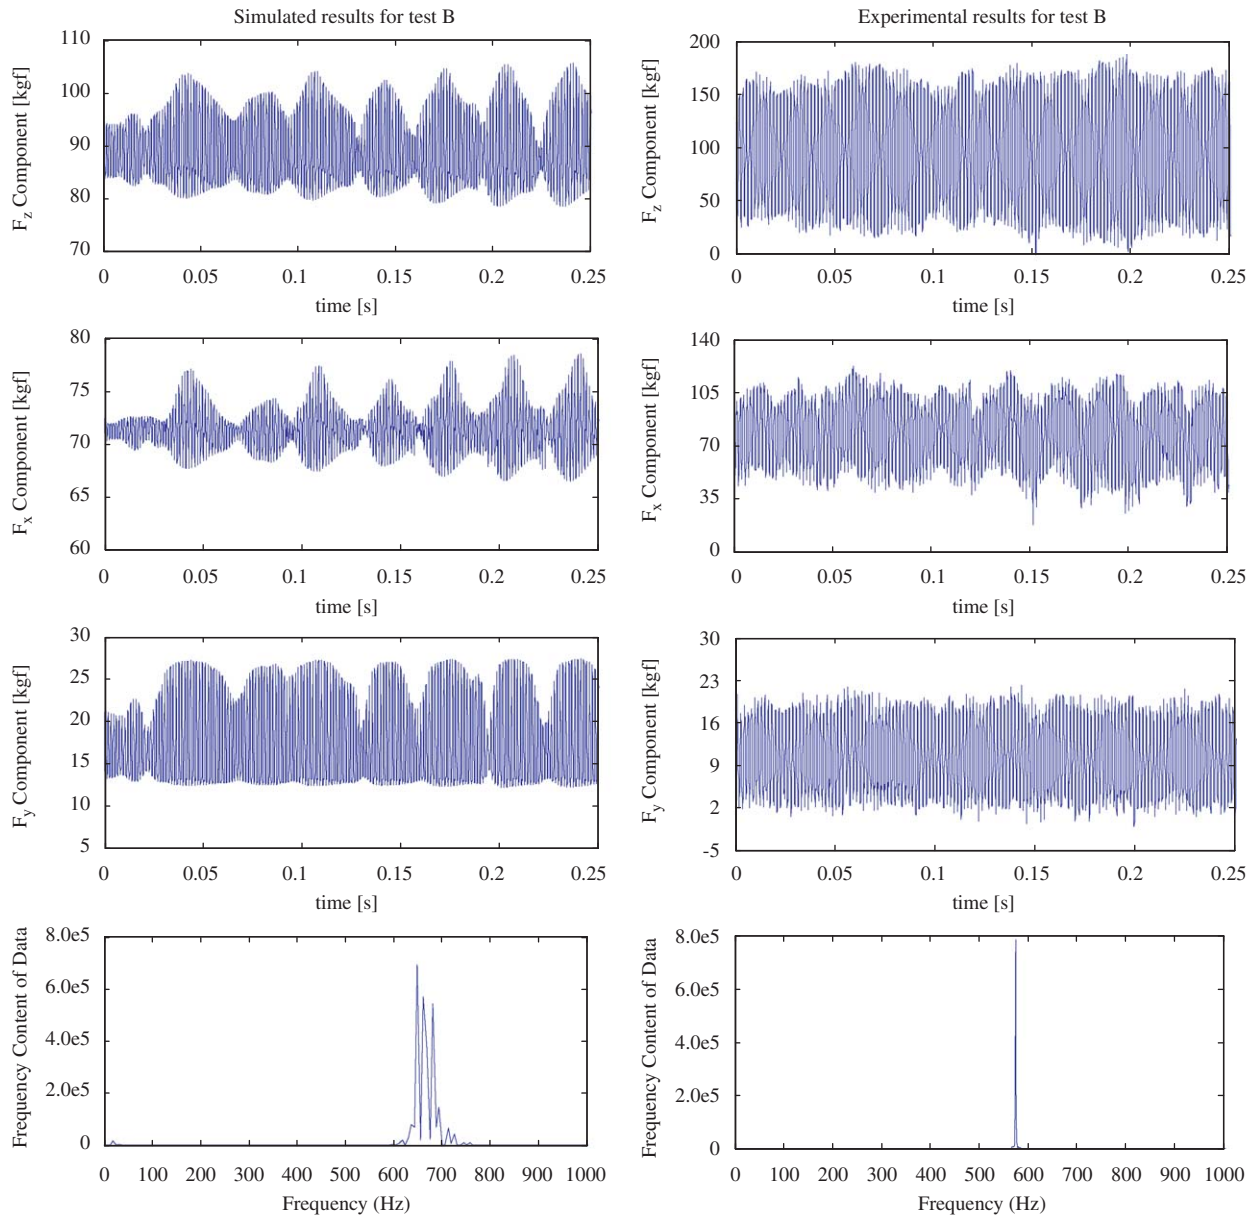 Simulated results for test B
110
100
90
80
70
F_z Component [kgf]
0 0.05 0.1 0.15 0.2 0.25
time [s]
Experimental results for test B
200
150
100
50
0
F_z Component [kgf]
0 0.05 0.1 0.15 0.2 0.25
time [s]
80
75
70
65
60
F_x Component [kgf]
0 0.05 0.1 0.15 0.2 0.25
time [s]
140
105
70
35
0
F_x Component [kgf]
0 0.05 0.1 0.15 0.2 0.25
time [s]
30
25
20
15
10
5
F_y Component [kgf]
0 0.05 0.1 0.15 0.2 0.25
time [s]
30
23
16
9
2
-5
F_y Component [kgf]
0 0.05 0.1 0.15 0.2 0.25
time [s]
8.0e5
6.0e5
4.0e5
2.0e5
0
Frequency Content of Data
0 100 200 300 400 500 600 700 800 900 1000
Frequency (Hz)
8.0e5
6.0e5
4.0e5
2.0e5
0
Frequency Content of Data
0 100 200 300 400 500 600 700 800 900 1000
Frequency (Hz)